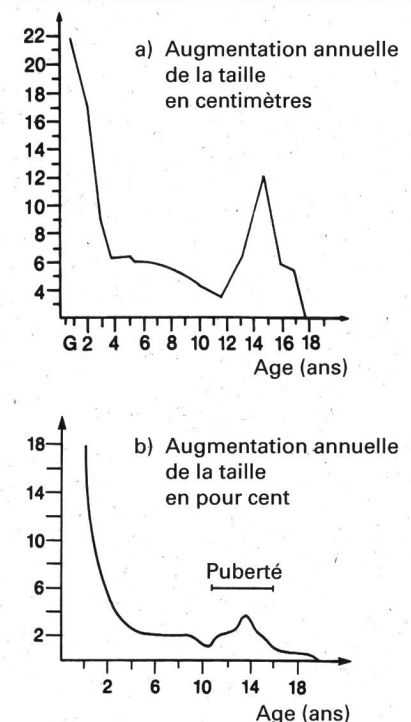 a) Augmentation annuelle
de la taille
en centimètres
22
20
18
16
14
12
10
8
6
4
G 2 4 6 8 10 12 14 16 18
Age (ans)
b) Augmentation annuelle
de la taille
en pour cent
18
14
10
6
2
Puberté
2 6 10 14 18
Age (ans)